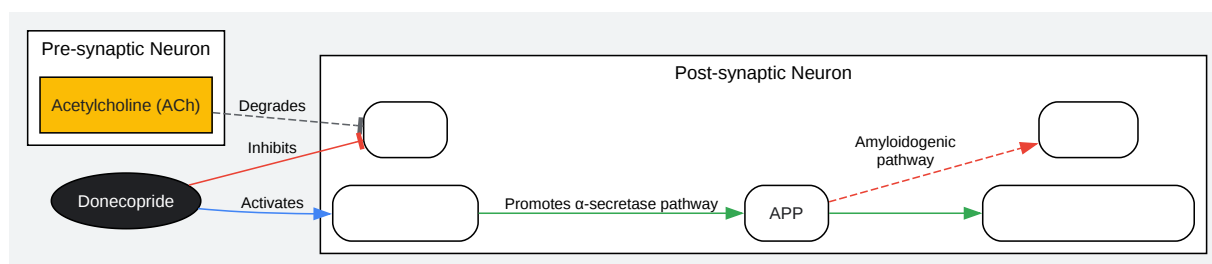 Pre-synaptic Neuron
Acetylcholine (ACh)
Post-synaptic Neuron
Degrades
Inhibits
Donecopride
Activates
Promotes α-secretase pathway
APP
Amyloidogenic
pathway